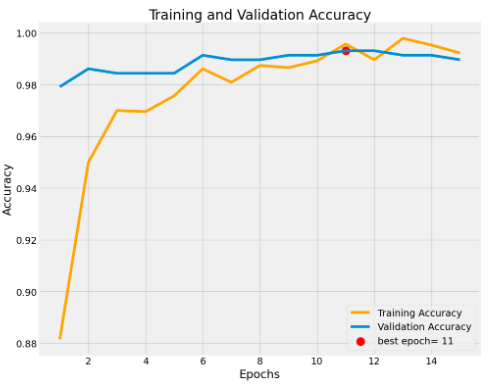 Training and Validation Accuracy
Accuracy
1.00
0.98
0.96
0.94
0.92
0.90
0.88
Training Accuracy
Validation Accuracy
best epoch= 11
2 4 6 8 10 12 14
Epochs